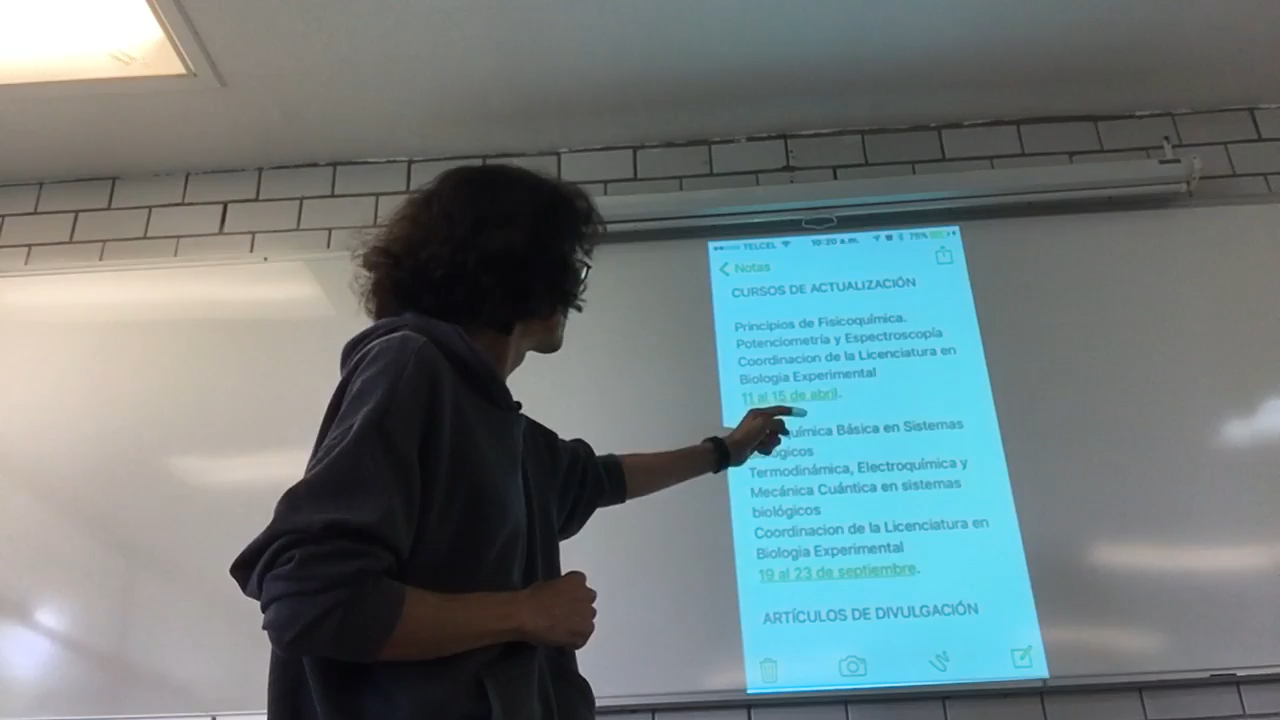 TELCEL 10:20 a.m. 75%
Notas
CURSOS DE ACTUALIZACIÓN
Principios de Fisicoquímica.
Potenciometría y Espectroscopía
Coordinacion de la Licenciatura en
Biologia Experimental
11 al 15 de abril.
química Básica en Sistemas
ógicos
Termodinámica, Electroquímica y
Mecánica Cuántica en sistemas
biológicos
Coordinacion de la Licenciatura en
Biologia Experimental
19 al 23 de septiembre.
ARTÍCULOS DE DIVULGACIÓN